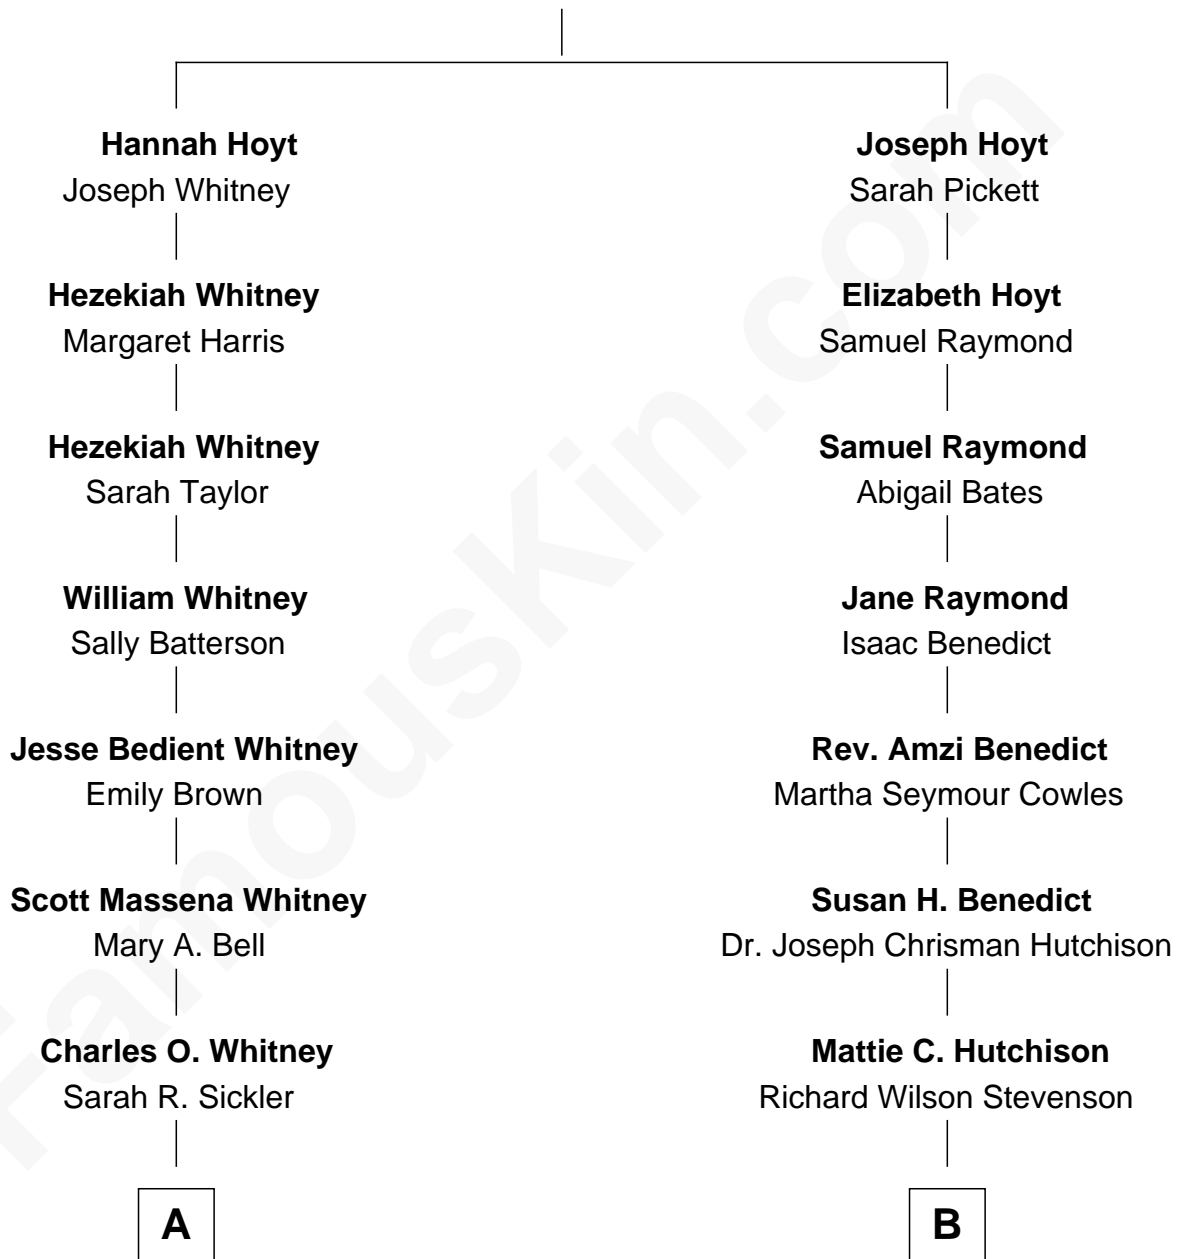 Hannah Hoyt
Joseph Whitney
Joseph Hoyt
Sarah Pickett
Hezekiah Whitney
Margaret Harris
Elizabeth Hoyt
Samuel Raymond
Hezekiah Whitney
Sarah Taylor
Samuel Raymond
Abigail Bates
William Whitney
Sally Batterson
Jane Raymond
Isaac Benedict
Jesse Bedient Whitney
Emily Brown
Rev. Amzi Benedict
Martha Seymour Cowles
Scott Massena Whitney
Mary A. Bell
Susan H. Benedict
Dr. Joseph Chrisman Hutchison
Charles O. Whitney
Sarah R. Sickler
Mattie C. Hutchison
Richard Wilson Stevenson
A
B
FamousKin.com